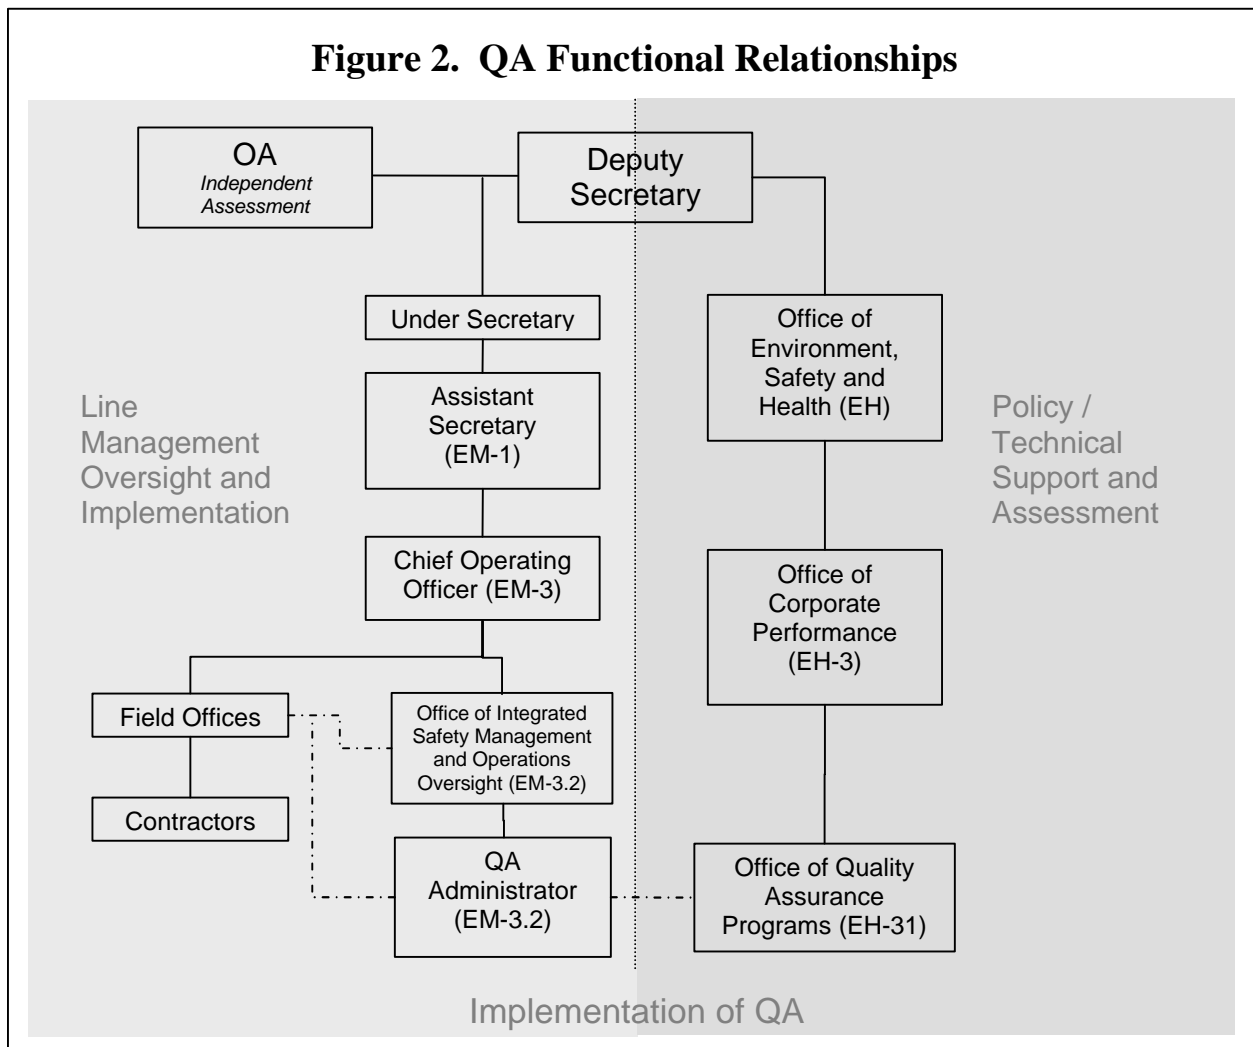 Figure 2. QA Functional Relationships
OA
Independent
Assessment
Deputy
Secretary
Under Secretary
Office of
Environment,
Safety and
Health (EH)
Assistant
Secretary
(EM-1)
Line
Management
Oversight and
Implementation
Policy /
Technical
Support and
Assessment
Chief Operating
Officer (EM-3)
Office of
Corporate
Performance
(EH-3)
Field Offices
Office of Integrated
Safety Management
and Operations
Oversight (EM-3.2)
Contractors
QA
Administrator
(EM-3.2)
Office of Quality
Assurance
Programs (EH-31)
Implementation of QA